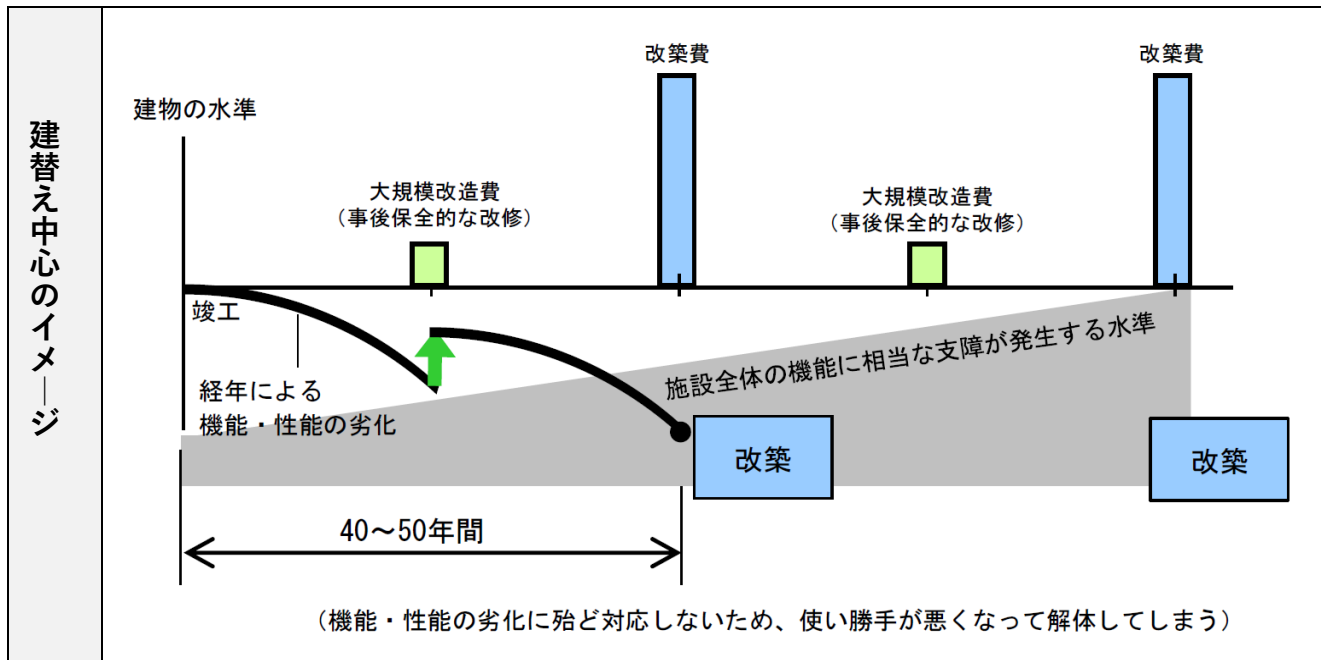 建替え中心のイメージ
改築費
改築費
建物の水準
大規模改造費
（事後保全的な改修）
大規模改造費
（事後保全的な改修）
竣工
施設全体の機能に相当な支障が発生する水準
経年による
機能・性能の劣化
改築
改築
40～50年間
（機能・性能の劣化に殆ど対応しないため、使い勝手が悪くなって解体してしまう）